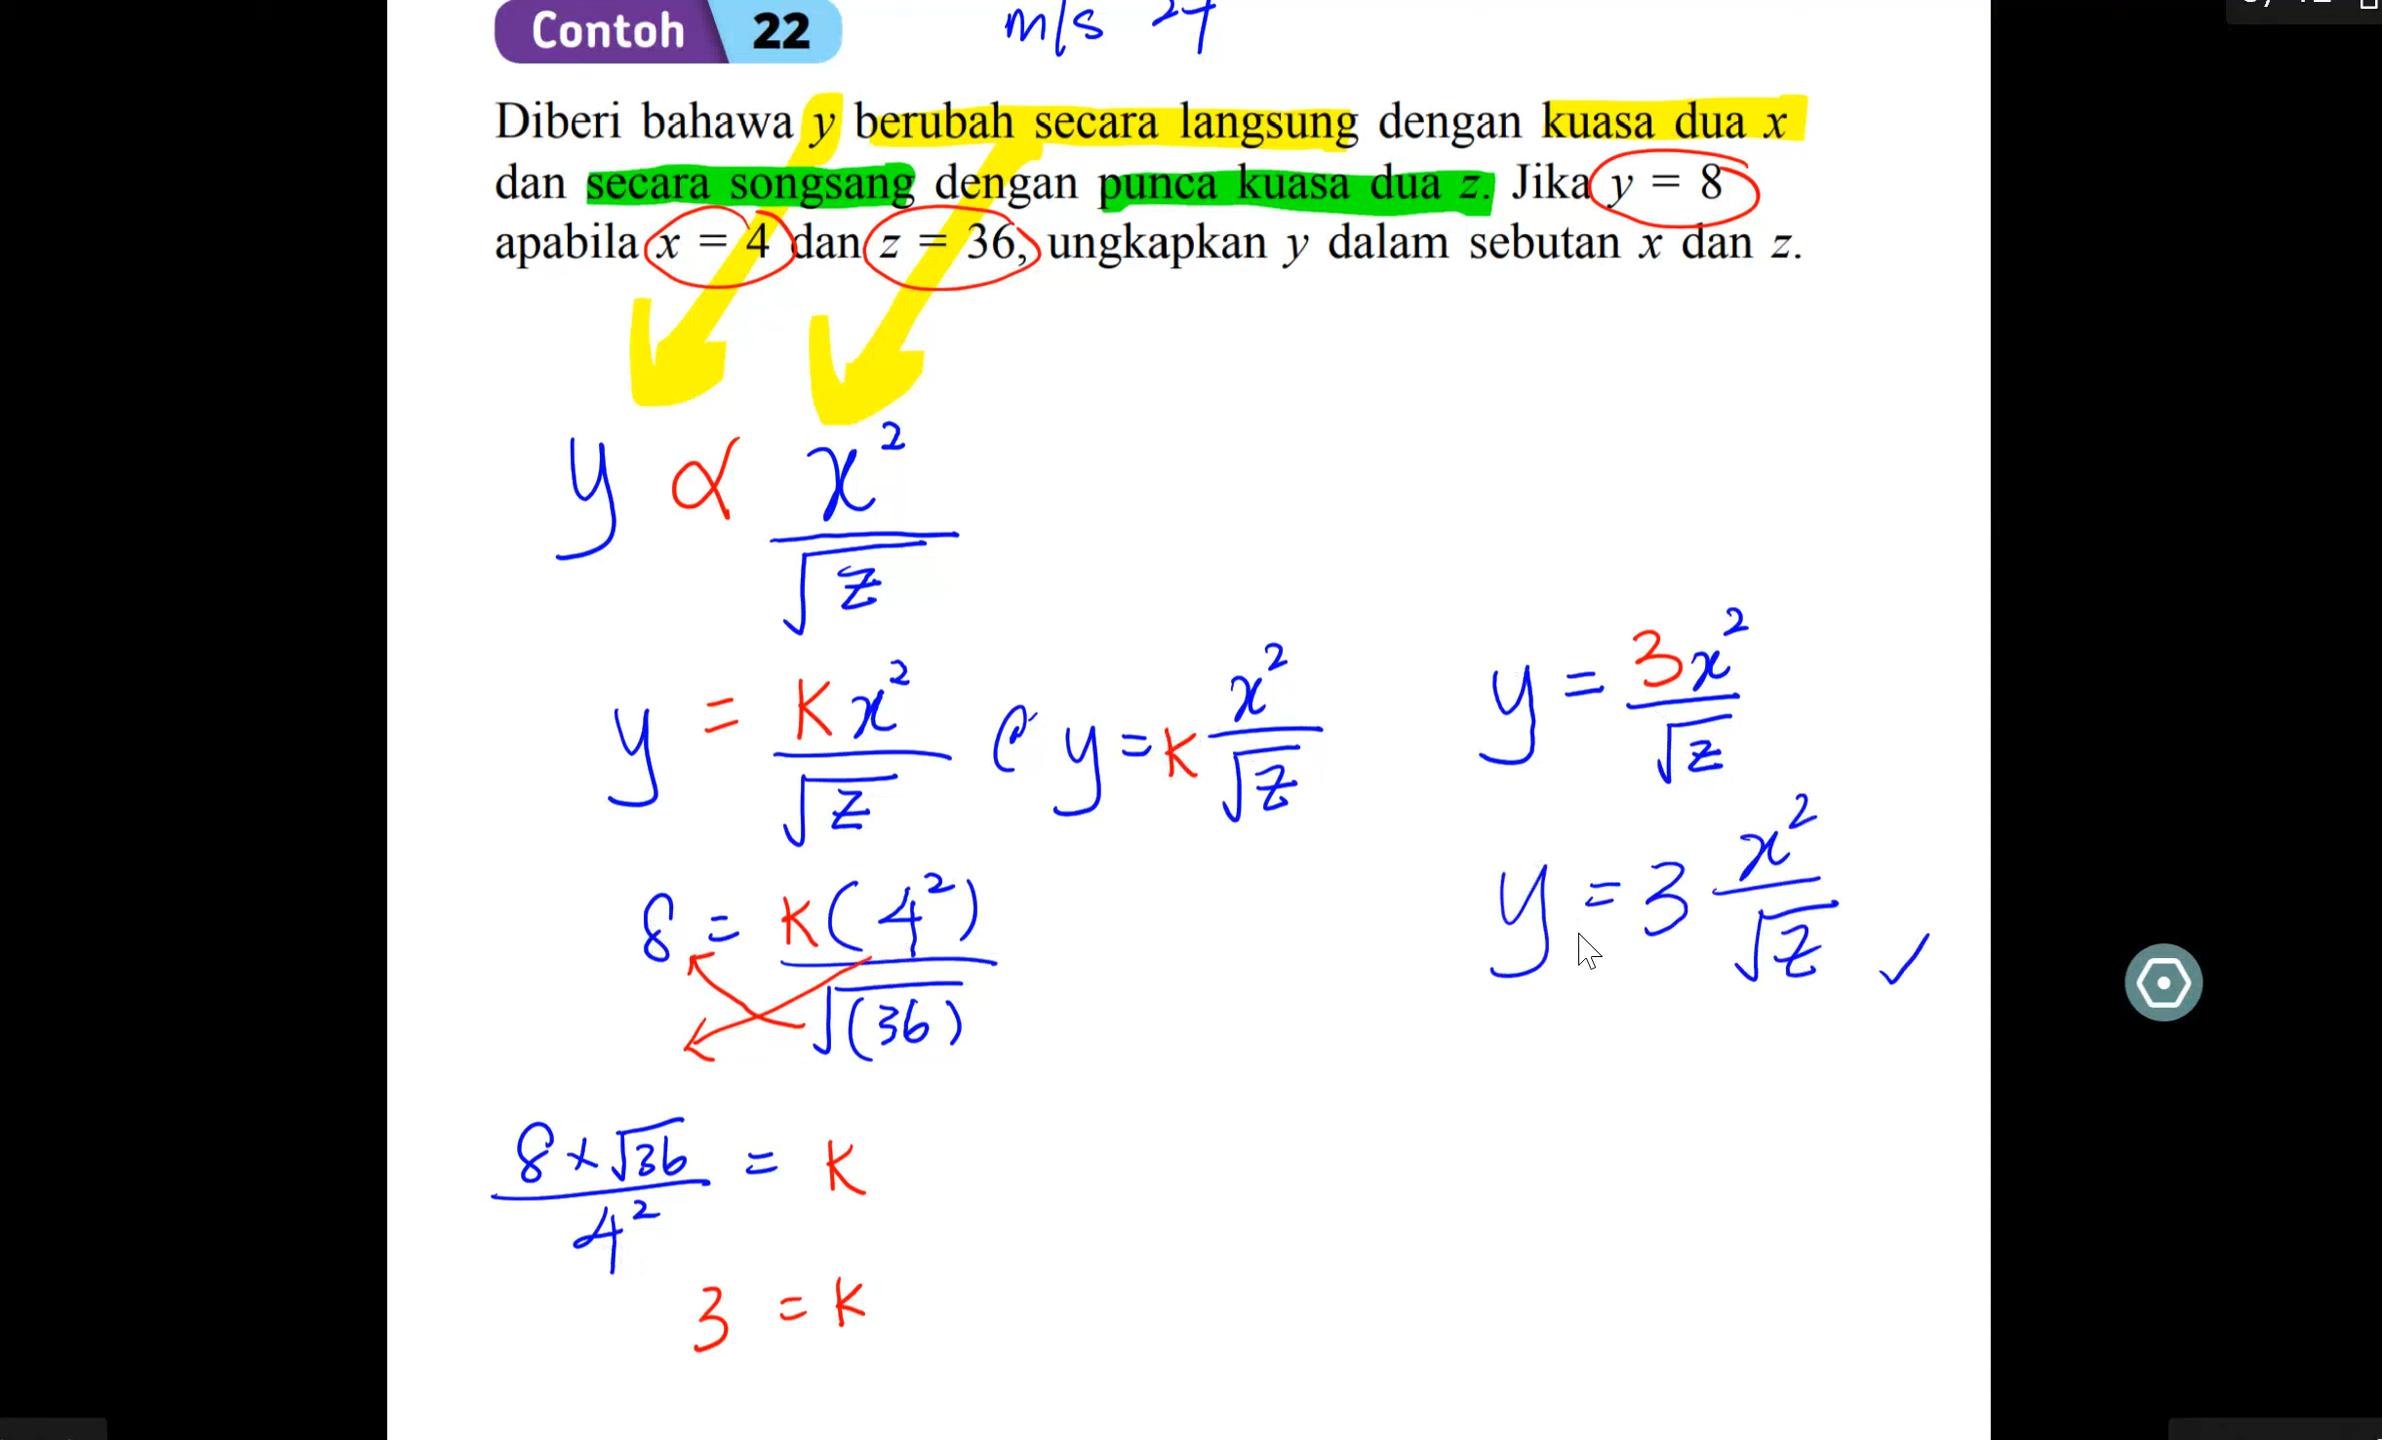 Contoh 22
m/s 27
Diberi bahawa y berubah secara langsung dengan kuasa dua x
dan secara songsang dengan punca kuasa dua z. Jika y = 8
apabila x = 4 dan z = 36, ungkapkan y dalam sebutan x dan z.
y ∝ x²/√z
y = Kx²/√z @ y = K x²/√z
8 = K(4²)/√(36)
8 × √36 / 4² = K
3 = K
y = 3x²/√z
y = 3 x²/√z ✓